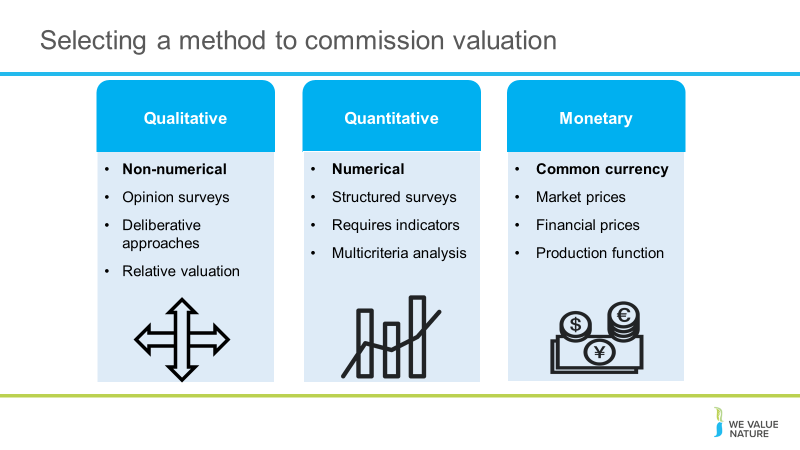 Selecting a method to commission valuation
Qualitative
• Non-numerical
• Opinion surveys
• Deliberative
approaches
• Relative valuation
Quantitative
• Numerical
• Structured surveys
• Requires indicators
• Multicriteria analysis
Monetary
• Common currency
• Market prices
• Financial prices
• Production function
$
€
¥
WE VALUE
NATURE